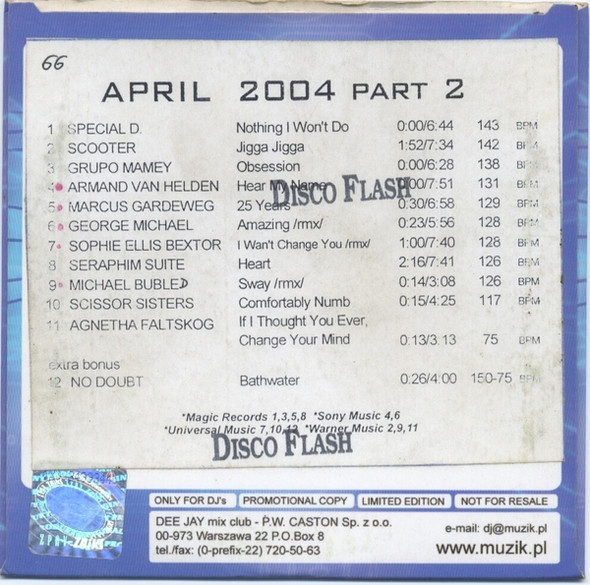 66
APRIL 2004 PART 2
1 SPECIAL D. Nothing I Won't Do 0:00/6:44 143 BPM
2 SCOOTER Jigga Jigga 1:52/7:34 142 BPM
3 GRUPO MAMEY Obsession 0:00/6:28 138 BPM
4 ARMAND VAN HELDEN Hear My Name :00/7:51 131 BPM
5 MARCUS GARDEWEG 25 Years 0:30/6:58 129 BPM
6 GEORGE MICHAEL Amazing /rmx/ 0:23/5:56 128 BPM
7 SOPHIE ELLIS BEXTOR I Wan't Change You /rmx/ 1:00/7:40 128 BPM
8 SERAPHIM SUITE Heart 2:16/7:41 126 BPM
9 MICHAEL BUBLED Sway /rmx/ 0:14/3:08 126 BPM
10 SCISSOR SISTERS Comfortably Numb 0:15/4:25 117 BPM
11 AGNETHA FALTSKOG If I Thought You Ever,
Change Your Mind 0:13/3:13 75 BPM
extra bonus
12 NO DOUBT Bathwater 0:26/4:00 150-75 BPM
DISCO FLASH
*Magic Records 1,3,5,8 *Sony Music 4,6
*Universal Music 7,10,12 *Warner Music 2,9,11
DISCO FLASH
ZAIKS
ONLY FOR DJ's PROMOTIONAL COPY LIMITED EDITION NOT FOR RESALE
DEE JAY mix club - P.W. CASTON Sp. z o.o.
00-973 Warszawa 22 P.O.Box 8
tel./fax: (0-prefix-22) 720-50-63
e-mail: dj@muzik.pl
www.muzik.pl